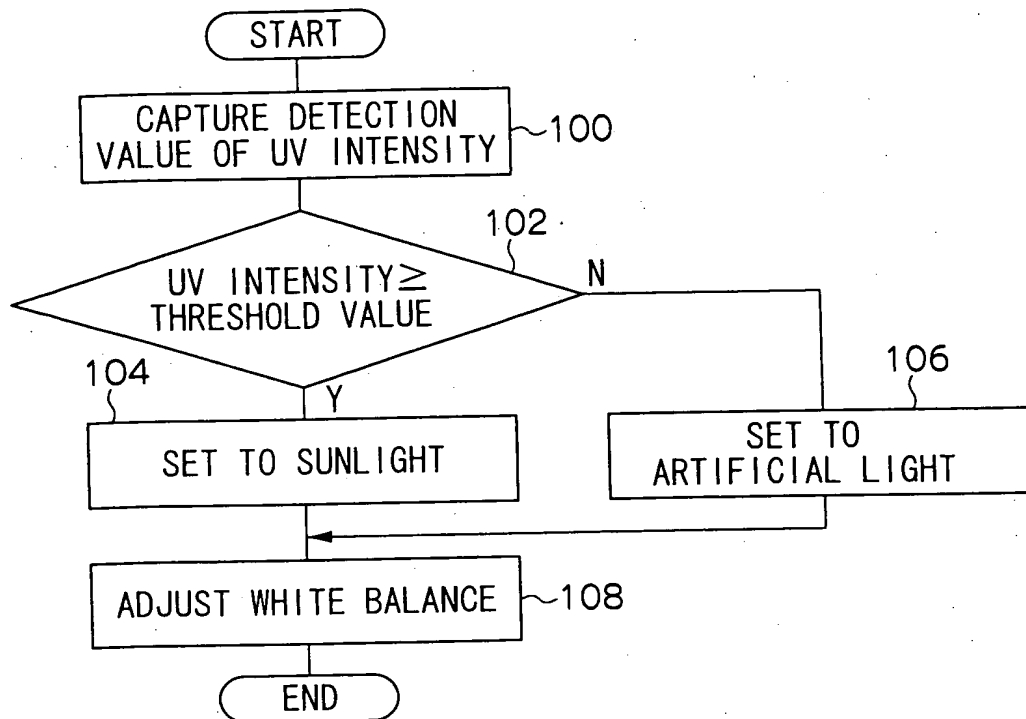 START
CAPTURE DETECTION
VALUE OF UV INTENSITY
100
102
UV INTENSITY≧
THRESHOLD VALUE
N
Y
104
SET TO SUNLIGHT
106
SET TO
ARTIFICIAL LIGHT
ADJUST WHITE BALANCE
108
END